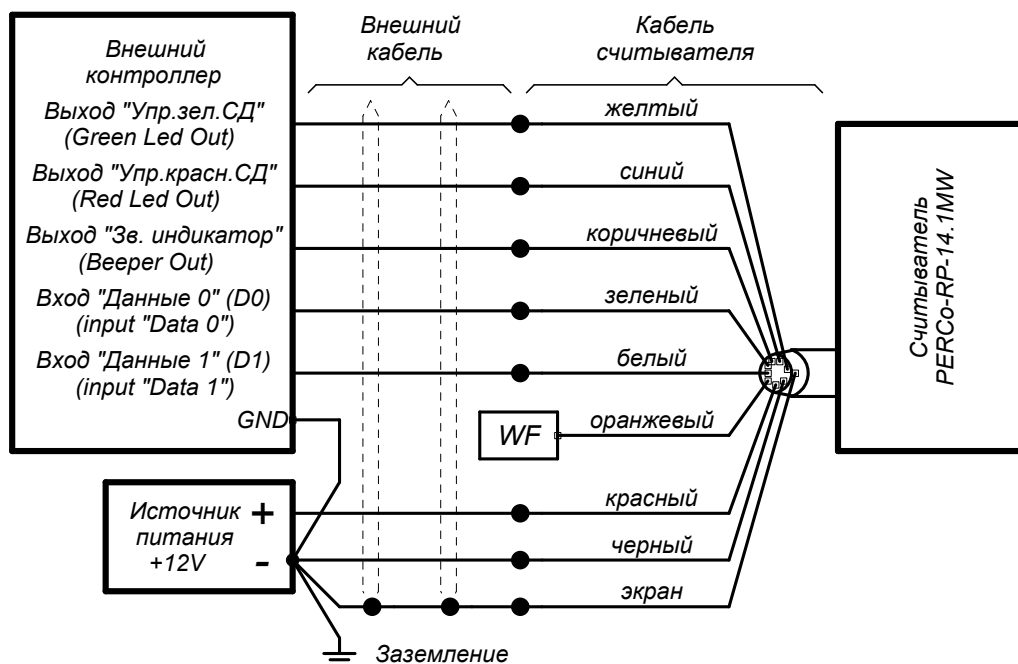 Внешний
контроллер
Выход "Упр.зел.СД"
(Green Led Out)
Выход "Упр.красн.СД"
(Red Led Out)
Выход "Зв. индикатор"
(Beeper Out)
Вход "Данные 0" (D0)
(input "Data 0")
Вход "Данные 1" (D1)
(input "Data 1")
GND
Источник
питания
+12V
+
-
Внешний
кабель
Кабель
считывателя
желтый
синий
коричневый
зеленый
белый
WF
оранжевый
красный
черный
экран
Заземление
Считыватель
PERCo-RP-14.1MW